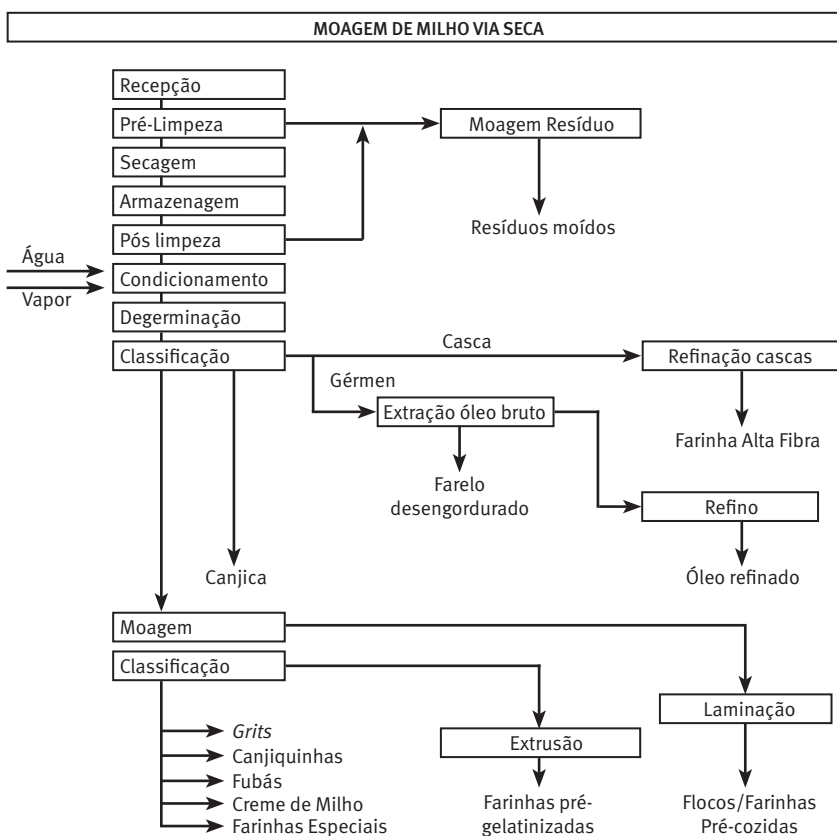 MOAGEM DE MILHO VIA SECA
Recepção
Pré-Limpeza
Moagem Resíduo
Secagem
Armazenagem
Resíduos moídos
Pós limpeza
Água
Condicionamento
Vapor
Degerminação
Classificação
Casca
Refinação cascas
Gérmen
Extração óleo bruto
Farinha Alta Fibra
Farelo
desengordurado
Refino
Canjica
Óleo refinado
Moagem
Classificação
Laminação
Grits
Extrusão
Canjiquinhas
Fubás
Creme de Milho
Farinhas Especiais
Farinhas pré-
gelatinizadas
Flocos/Farinhas
Pré-cozidas